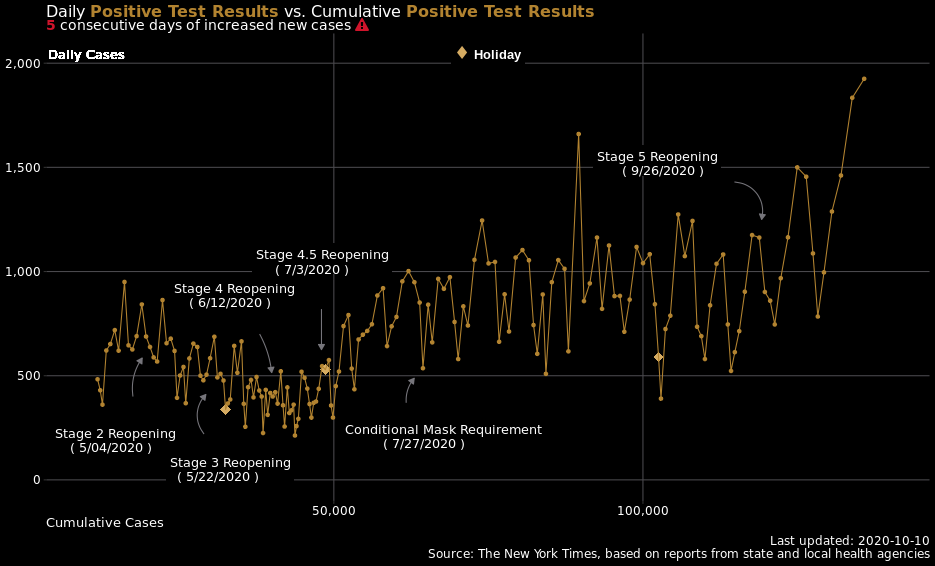 Daily Positive Test Results vs. Cumulative Positive Test Results
5 consecutive days of increased new cases
Daily Cases
Holiday
2,000
1,500
1,000
500
0
Stage 5 Reopening
( 9/26/2020 )
Stage 4.5 Reopening
( 7/3/2020 )
Stage 4 Reopening
( 6/12/2020 )
Stage 2 Reopening
( 5/04/2020 )
Conditional Mask Requirement
( 7/27/2020 )
Stage 3 Reopening
( 5/22/2020 )
50,000
100,000
Cumulative Cases
Last updated: 2020-10-10
Source: The New York Times, based on reports from state and local health agencies